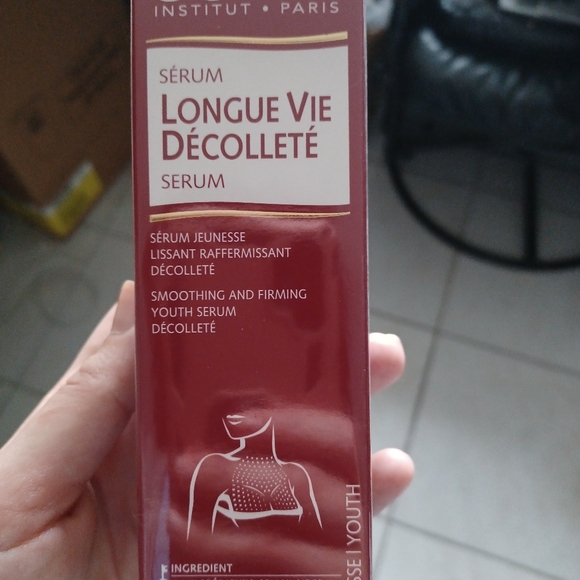 INSTITUT • PARIS
SÉRUM
LONGUE VIE
DÉCOLLETÉ
SERUM
SÉRUM JEUNESSE
LISSANT RAFFERMISSANT
DÉCOLLETÉ
SMOOTHING AND FIRMING
YOUTH SERUM
DÉCOLLETÉ
INGREDIENT
SSE | YOUTH